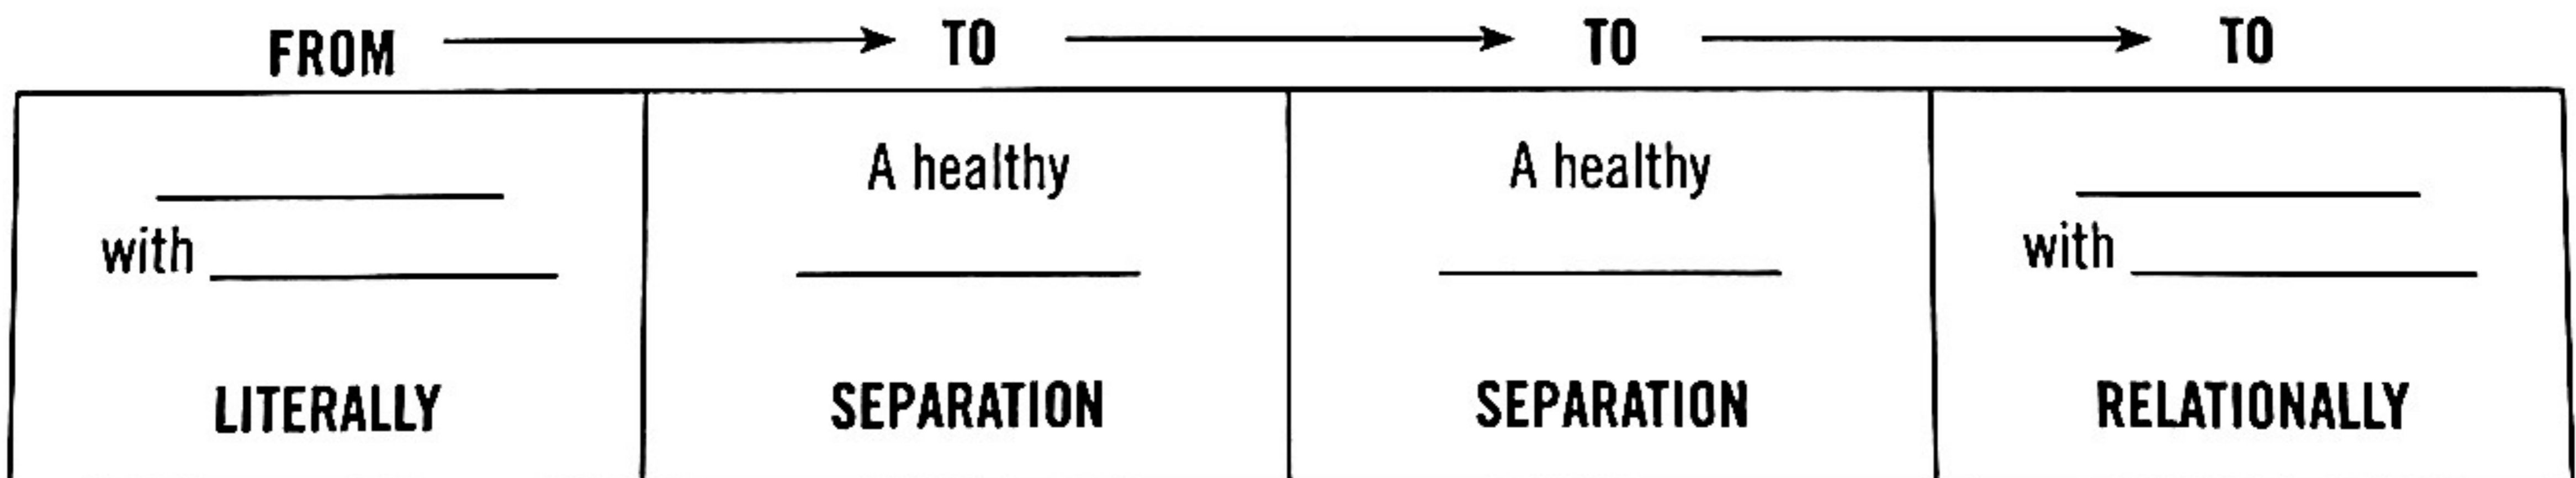 FROM TO TO TO
with
LITERALLY
A healthy
SEPARATION
A healthy
SEPARATION
with
RELATIONALLY